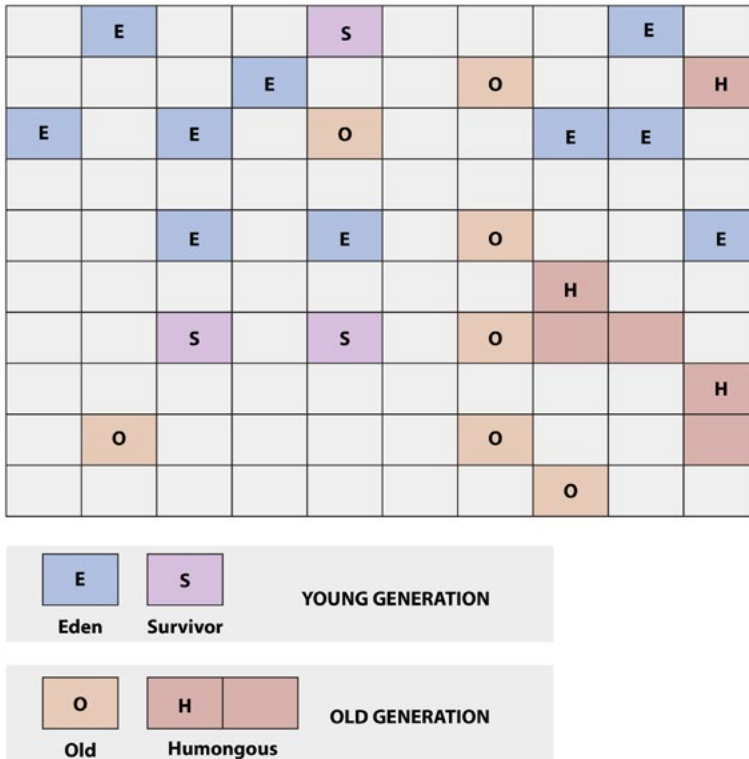 E S E
E O H
E E O E E
E E O E
H
S S O
H
O O
O
E S YOUNG GENERATION
Eden Survivor
O H OLD GENERATION
Old Humongous